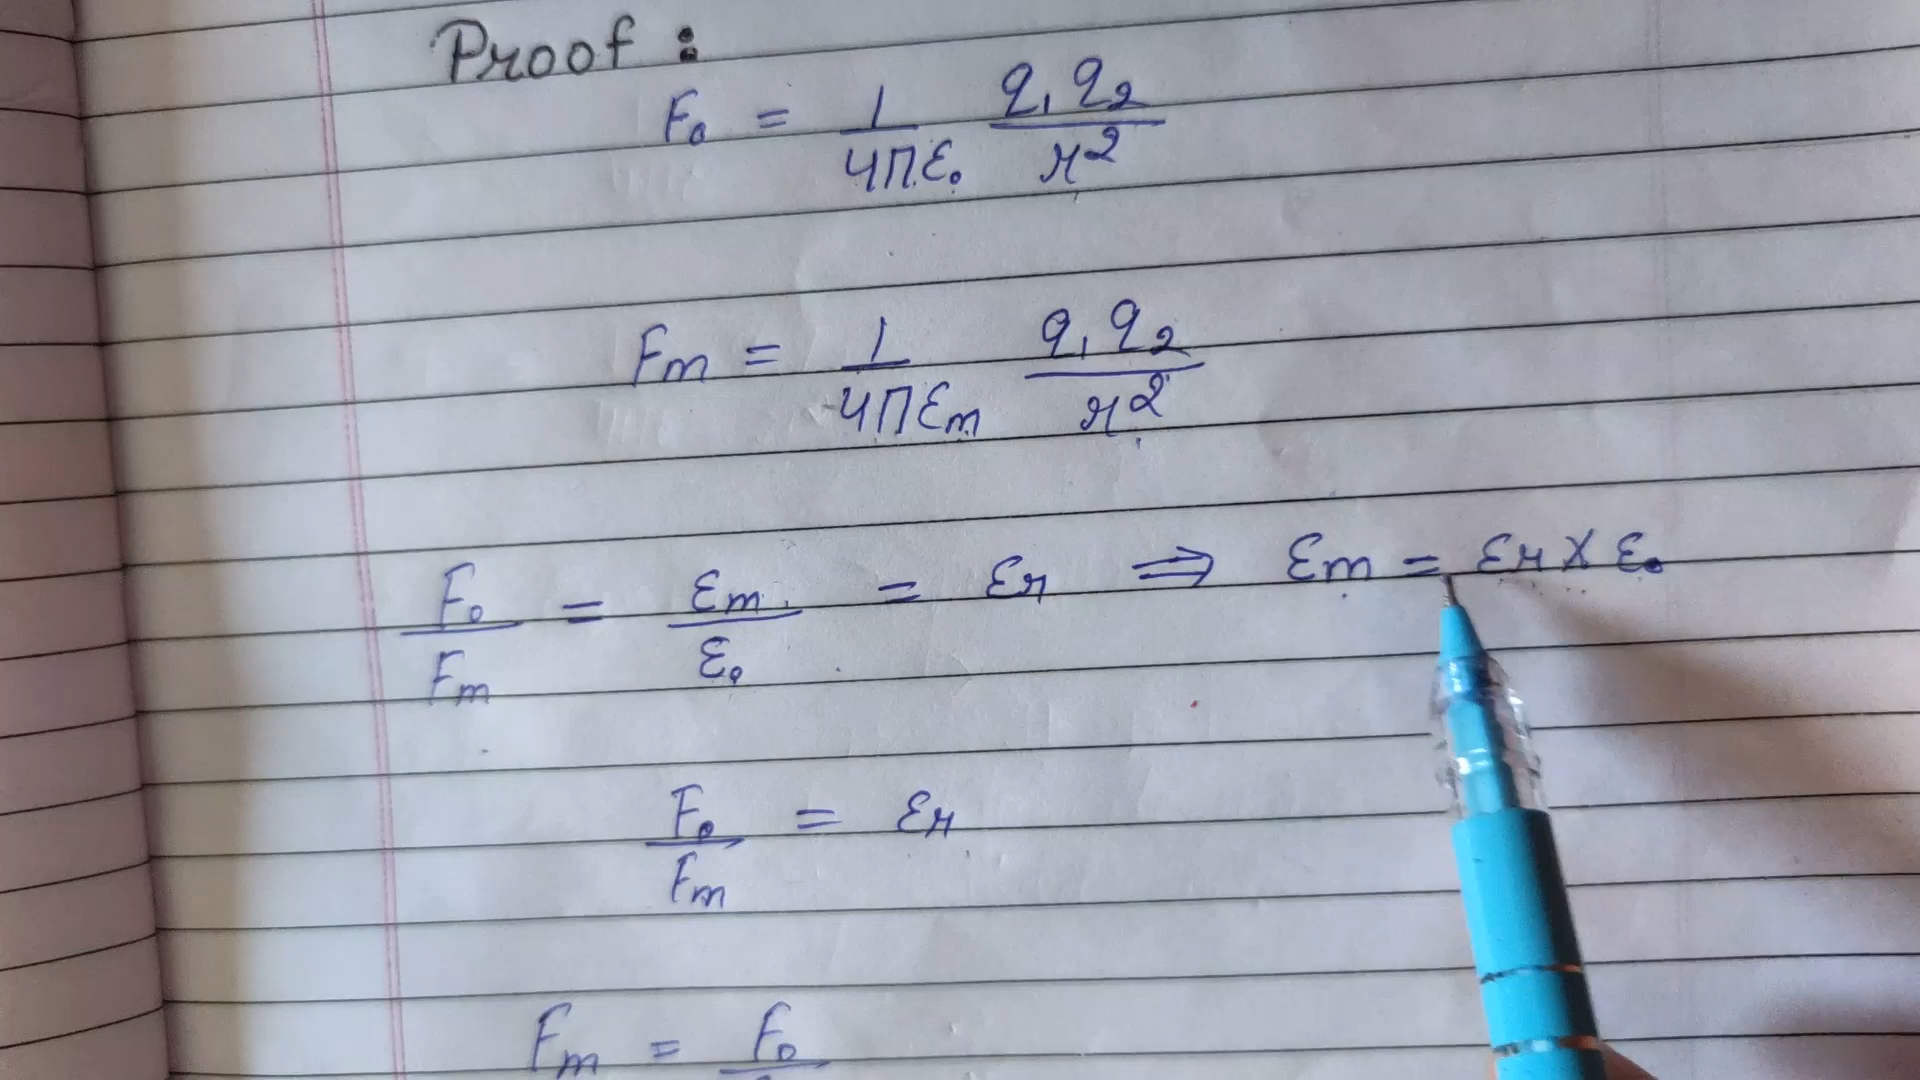 Proof :
F₀ = 1/4πε₀ q₁q₂/r²
Fm = 1/4πεm q₁q₂/r²
F₀/Fm = εm/ε₀ = εr ⇒ εm = εr × ε₀
F₀/Fm = εr
Fm = F₀